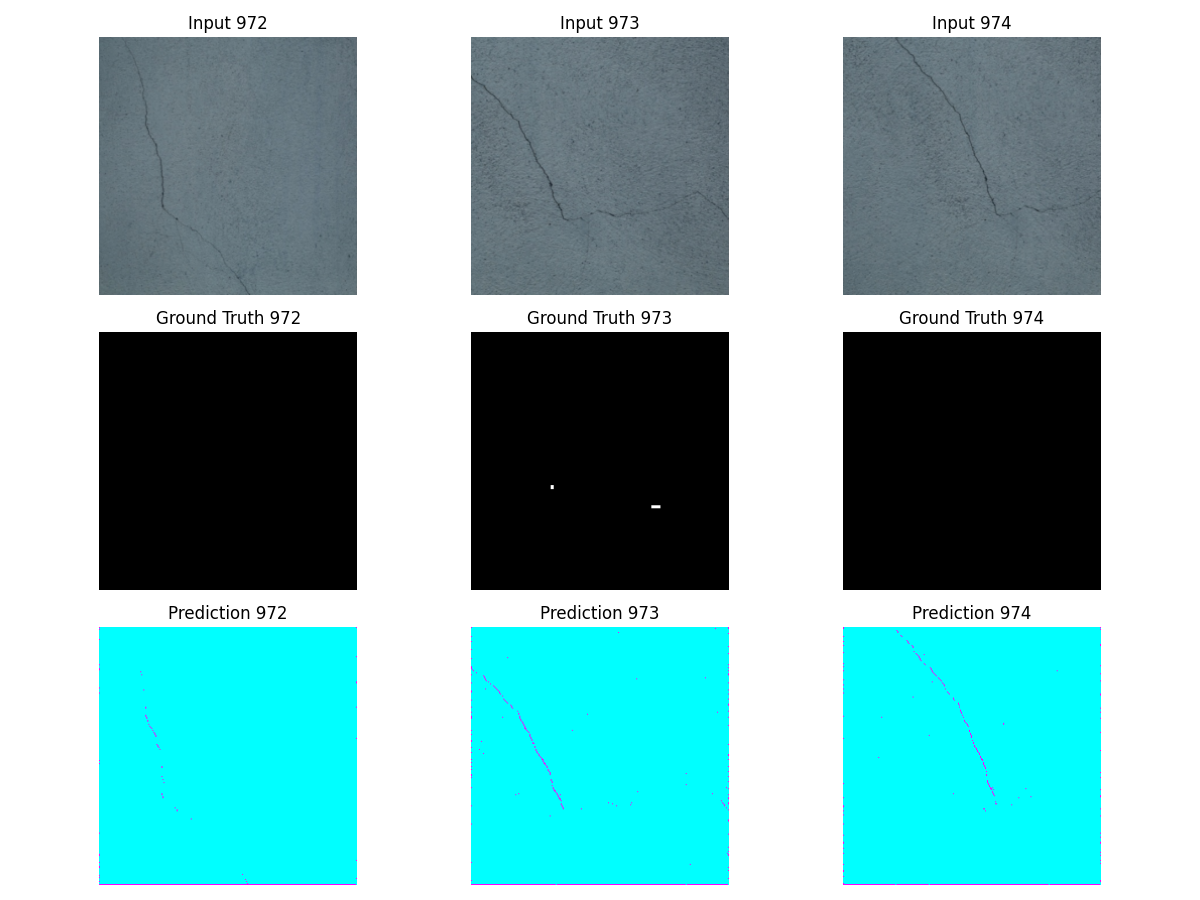 Input 972
Input 973
Input 974
Ground Truth 972
Ground Truth 973
Ground Truth 974
Prediction 972
Prediction 973
Prediction 974